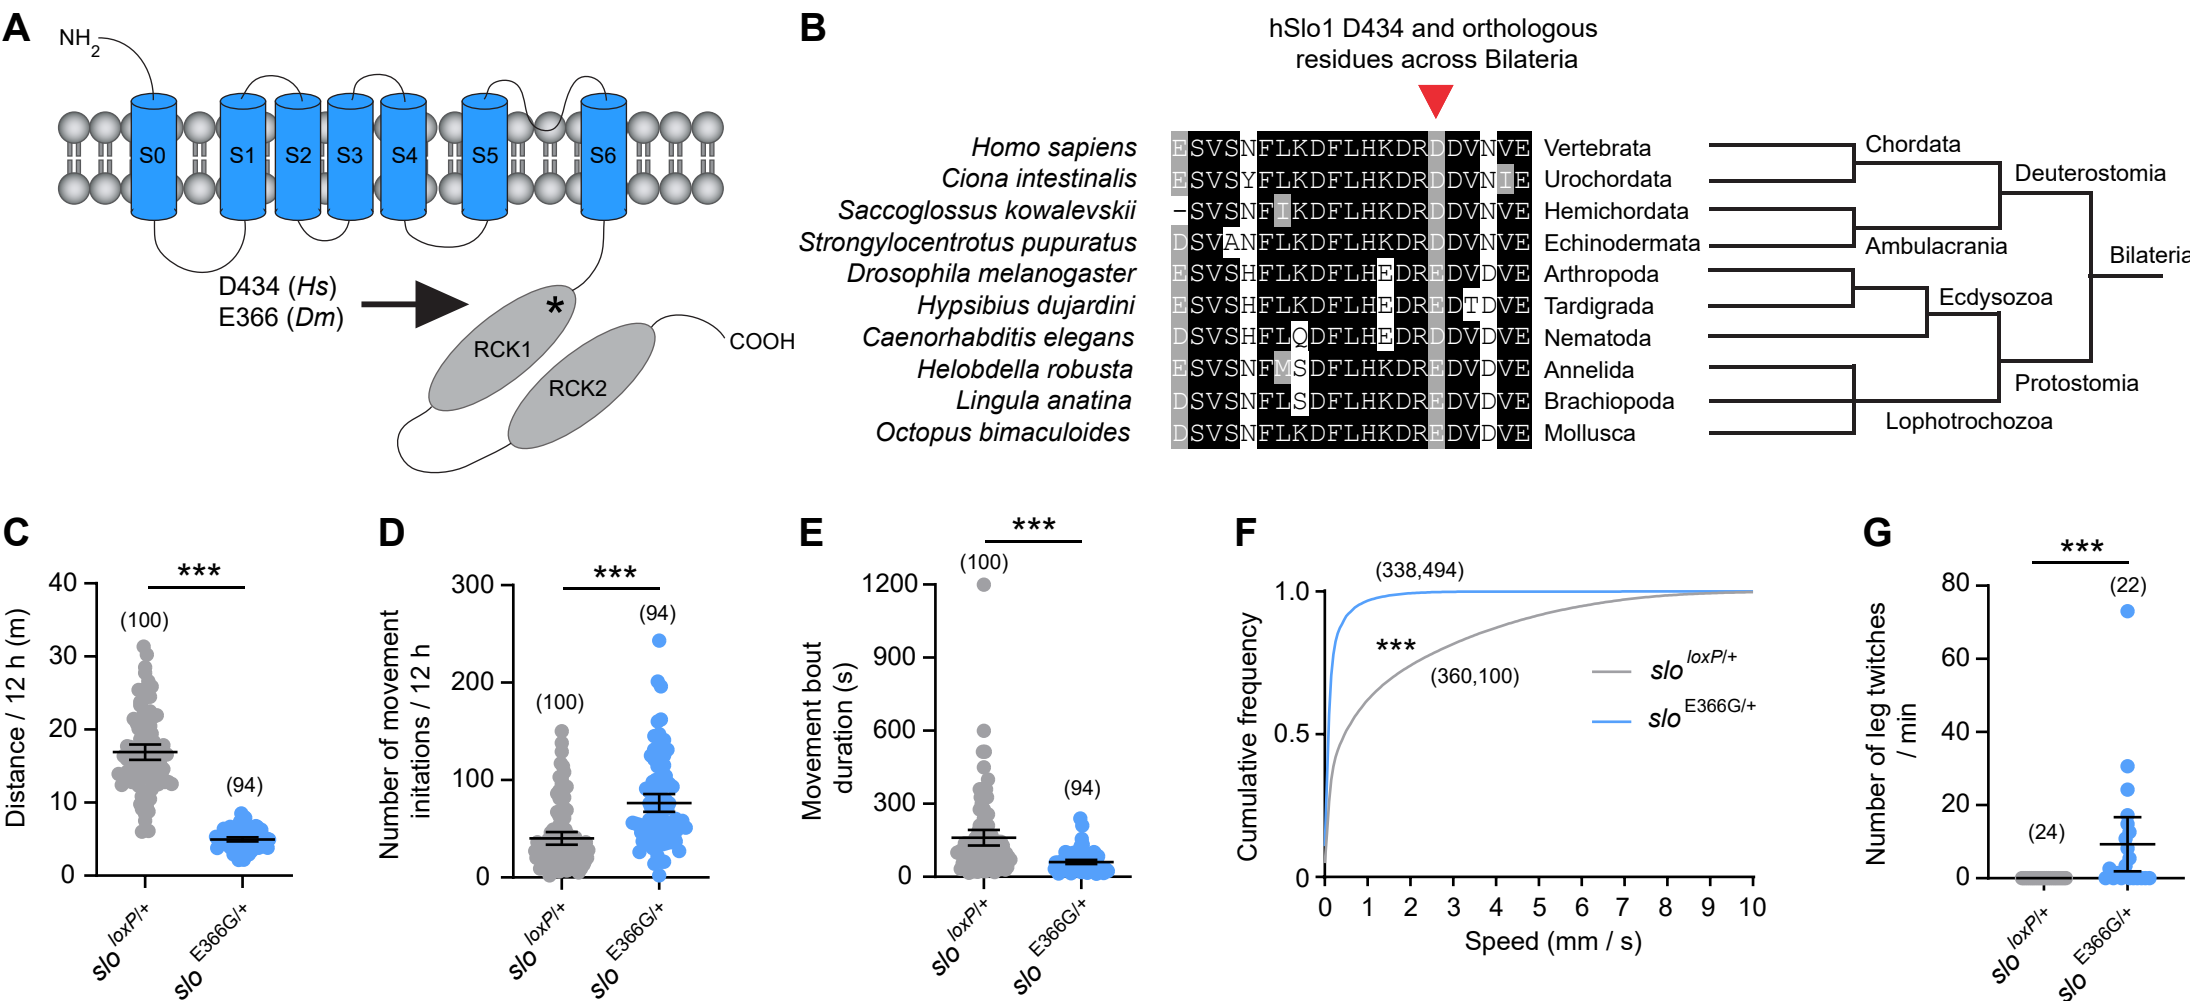 A
NH2
S0 S1 S2 S3 S4 S5 S6
D434 (Hs)
E366 (Dm)
*
RCK1
RCK2
COOH
B
hSlo1 D434 and orthologous
residues across Bilateria
Homo sapiens ESVSNFLKDFLHKDRDDVNVE Vertebrata
Ciona intestinalis ESVSYFLKDFLHKDRDDVNIE Urochordata
Saccoglossus kowalevskii -SVSNFIKDFLHKDRDDVNVE Hemichordata
Strongylocentrotus pupuratus DSVANFLKDFLHKDRDDVNVE Echinodermata
Drosophila melanogaster ESVSHFLKDFLHEDREDVDVE Arthropoda
Hypsibius dujardini ESVSHFLKDFLHEDREDTDVE Tardigrada
Caenorhabditis elegans DSVSHFLQDFLHEDRDDVDVE Nematoda
Helobdella robusta ESVSNFMSDFLHKDREDVDVE Annelida
Lingula anatina DSVSNFLSDFLHKDREDVDVE Brachiopoda
Octopus bimaculoides DSVSNFLKDFLHKDREDVDVE Mollusca
Chordata
Deuterostomia
Ambulacrania
Bilateria
Ecdysozoa
Protostomia
Lophotrochozoa
C
Distance / 12 h (m)
40
30
20
10
0
***
(100)
(94)
slo loxP/+
slo E366G/+
D
Number of movement
initations / 12 h
300
200
100
0
***
(100)
(94)
slo loxP/+
slo E366G/+
E
Movement bout
duration (s)
1200
900
600
300
0
***
(100)
(94)
slo loxP/+
slo E366G/+
F
Cumulative frequency
1.0
0.5
0
(338,494)
***
(360,100)
slo loxP/+
slo E366G/+
0 1 2 3 4 5 6 7 8 9 10
Speed (mm / s)
G
Number of leg twitches
/ min
80
60
40
20
0
***
(22)
(24)
slo loxP/+
slo E366G/+